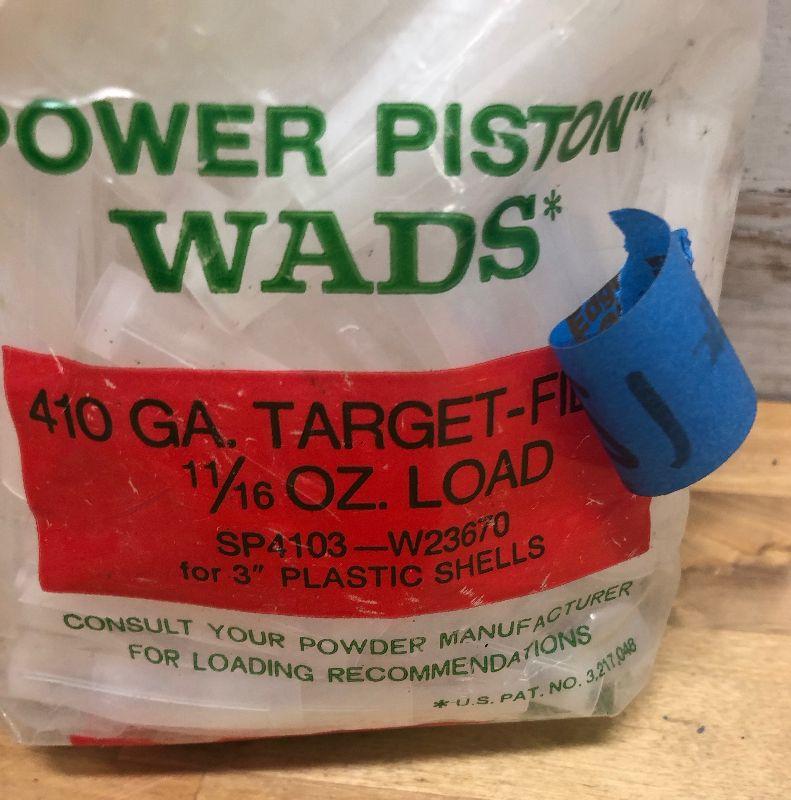 POWER PISTON"
WADS*
410 GA. TARGET-FI
11/16 OZ. LOAD
SP4103—W23670
for 3" PLASTIC SHELLS
CONSULT YOUR POWDER MANUFACTURER
FOR LOADING RECOMMENDATIONS
* U.S. PAT. NO. 3,217,048